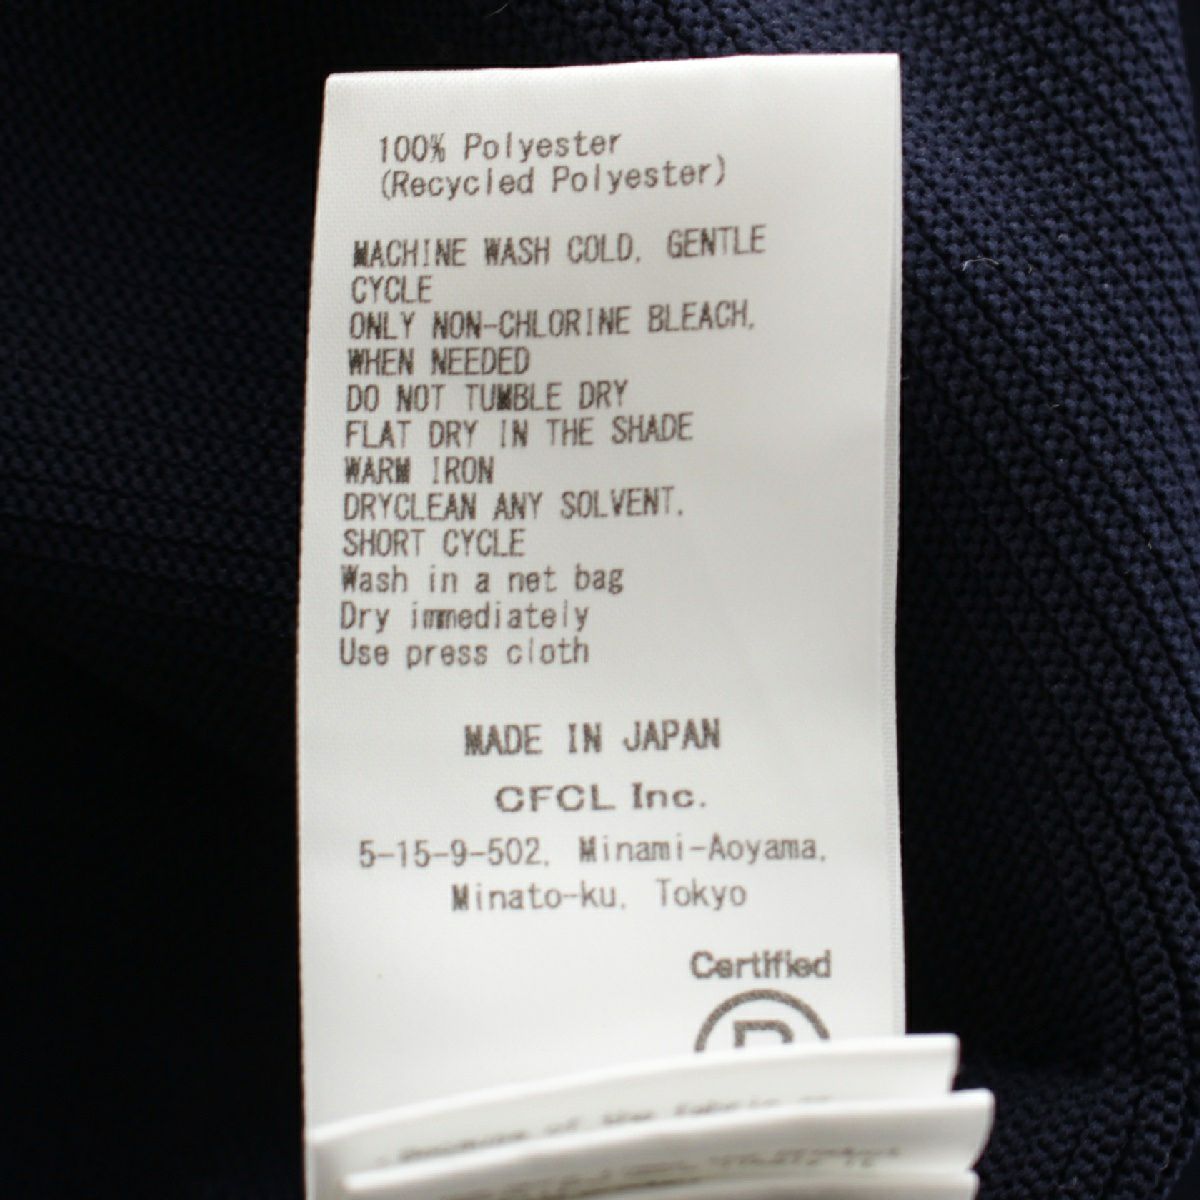 100% Polyester
(Recycled Polyester)
MACHINE WASH COLD, GENTLE
CYCLE
ONLY NON-CHLORINE BLEACH,
WHEN NEEDED
DO NOT TUMBLE DRY
FLAT DRY IN THE SHADE
WARM IRON
DRYCLEAN ANY SOLVENT,
SHORT CYCLE
Wash in a net bag
Dry immediately
Use press cloth
MADE IN JAPAN
CFCL Inc.
5-15-9-502, Minami-Aoyama,
Minato-ku, Tokyo
Certified
B